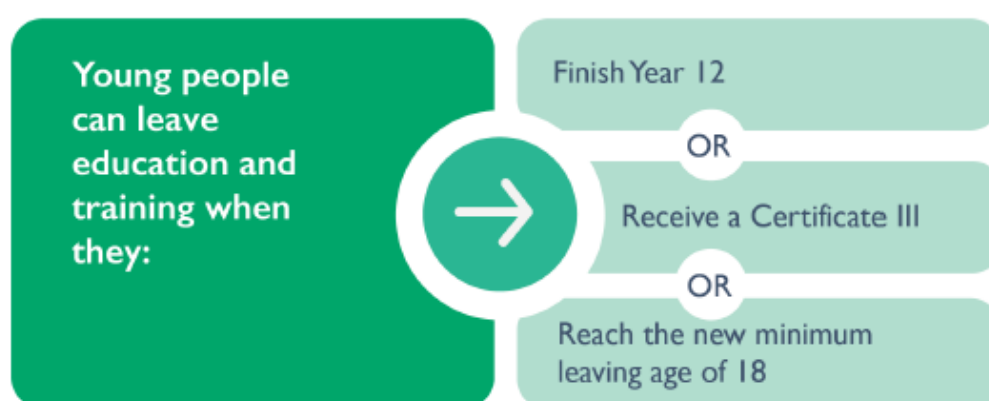 Young people
can leave
education and
training when
they:
Finish Year 12
OR
Receive a Certificate III
OR
Reach the new minimum
leaving age of 18